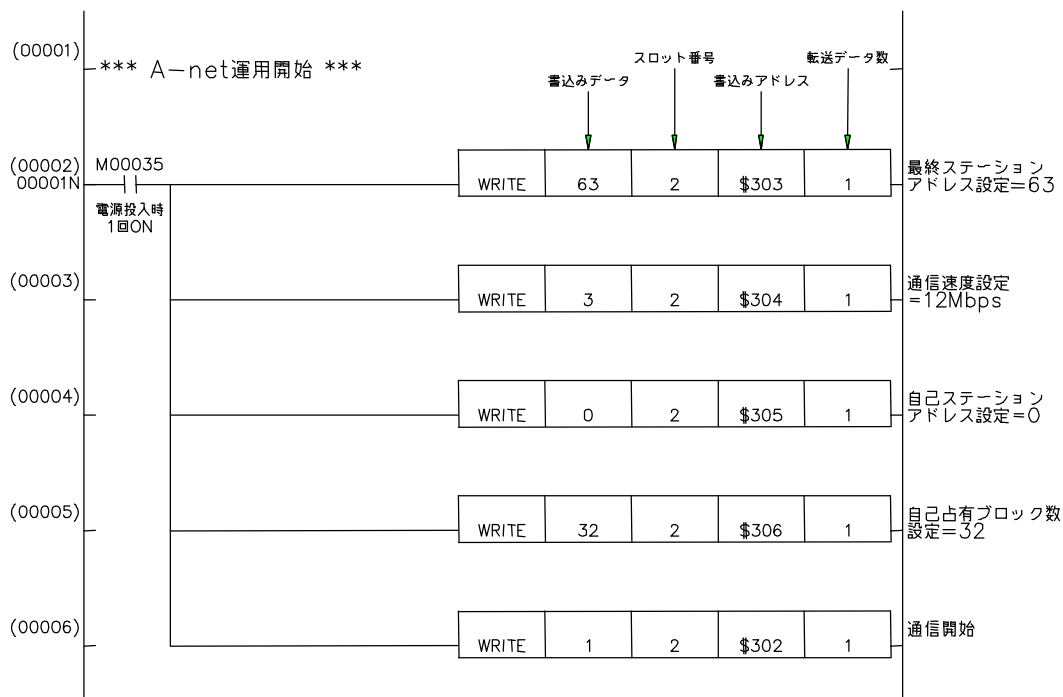 (00001)
*** A－net運用開始 ***
スロット番号 転送データ数
書込みデータ 書込みアドレス
(00002) M00035
00001N WRITE 63 2 $303 1 最終ステーション
アドレス設定=63
電源投入時
1回ON
(00003) 通信速度設定
WRITE 3 2 $304 1 =12Mbps
(00004) 自己ステーション
WRITE 0 2 $305 1 アドレス設定=0
(00005) 自己占有ブロック数
WRITE 32 2 $306 1 設定=32
(00006) 通信開始
WRITE 1 2 $302 1